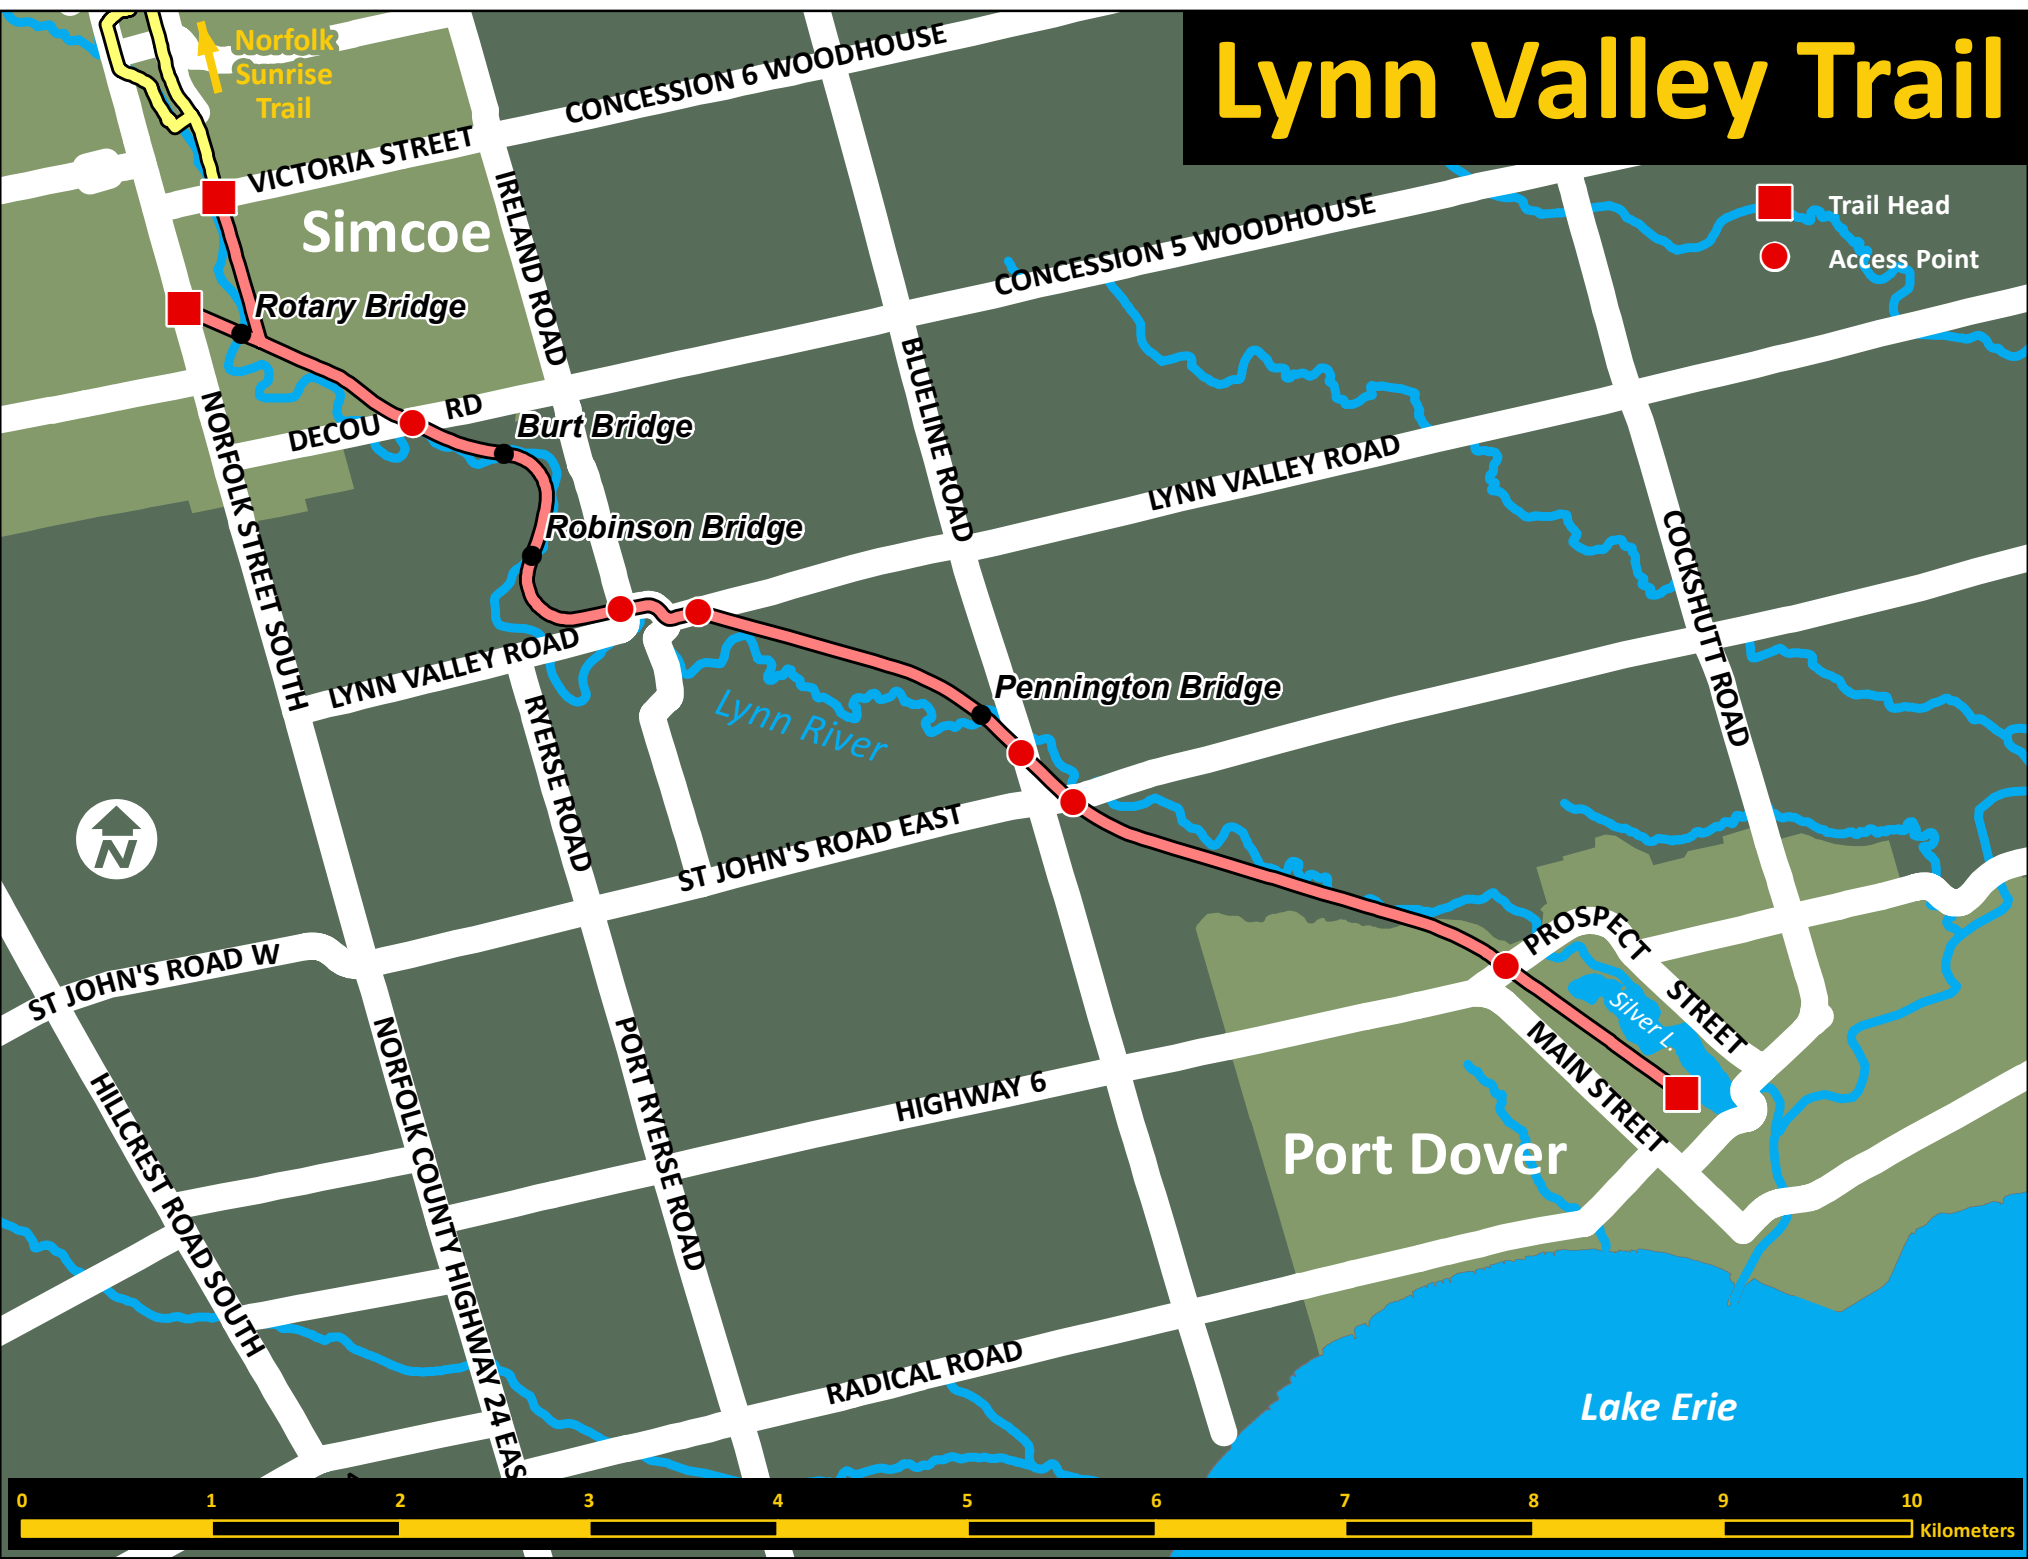 Lynn Valley Trail
Norfolk
Sunrise
Trail
CONCESSION 6 WOODHOUSE
VICTORIA STREET
Simcoe
IRELAND ROAD
CONCESSION 5 WOODHOUSE
Trail Head
Access Point
Rotary Bridge
DECOU RD
Burt Bridge
BLUELINE ROAD
NORFOLK STREET SOUTH
LYNN VALLEY ROAD
Robinson Bridge
COCKSHUTT ROAD
LYNN VALLEY ROAD
Pennington Bridge
Lynn River
RYERSE ROAD
N
ST JOHN'S ROAD EAST
ST JOHN'S ROAD W
PROSPECT STREET
Silver L.
MAIN STREET
HILLCREST ROAD SOUTH
NORFOLK COUNTY HIGHWAY 24 EAS
PORT RYERSE ROAD
HIGHWAY 6
Port Dover
RADICAL ROAD
Lake Erie
0 1 2 3 4 5 6 7 8 9 10
Kilometers